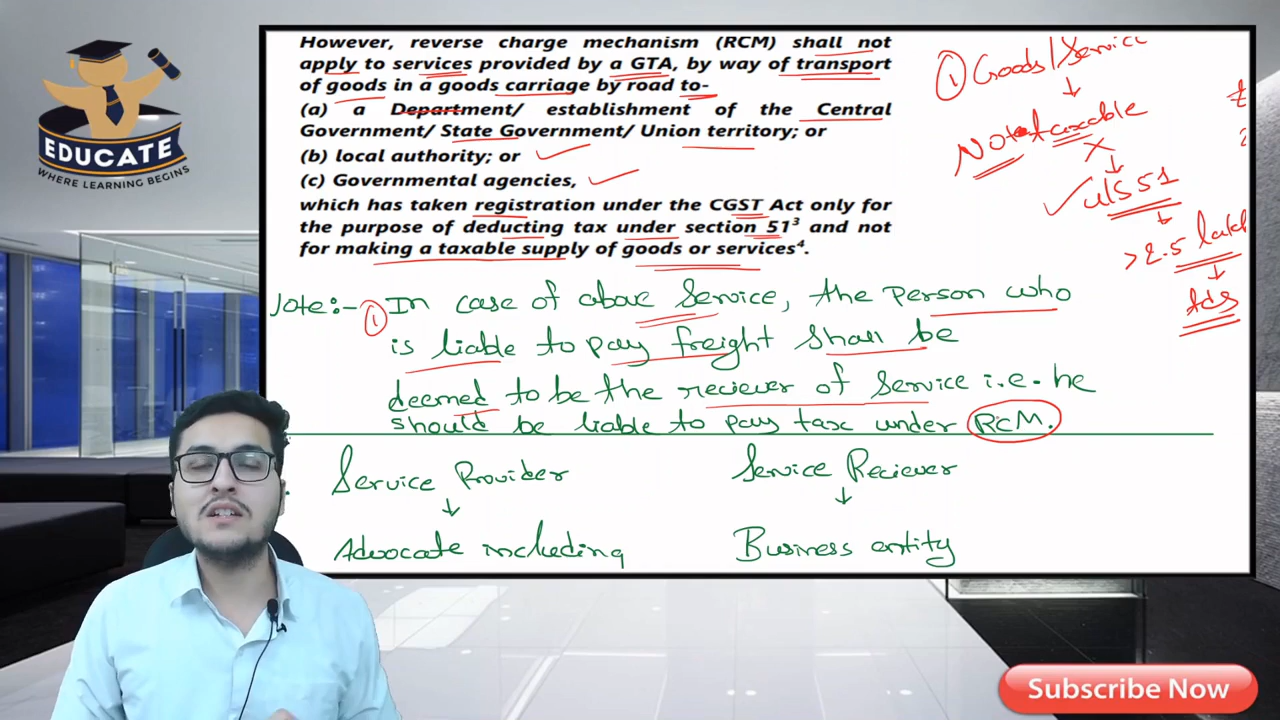 However, reverse charge mechanism (RCM) shall not
apply to services provided by a GTA, by way of transport
of goods in a goods carriage by road to-
(a) a Department/ establishment of the Central
Government/ State Government/ Union territory; or
(b) local authority; or
(c) Governmental agencies,
which has taken registration under the CGST Act only for
the purpose of deducting tax under section 51³ and not
for making a taxable supply of goods or services⁴.
① Goods/Service
Not taxable
u/s 51
>2.5 lakh
tds
Note:- ① In case of above Service, the person who
is liable to pay freight shall be
deemed to be the reciever of Service i.e. he
should be liable to pay tax under RCM.
Service Provider
Service Reciever
Advocate including
Business entity
EDUCATE
WHERE LEARNING BEGINS
Subscribe Now